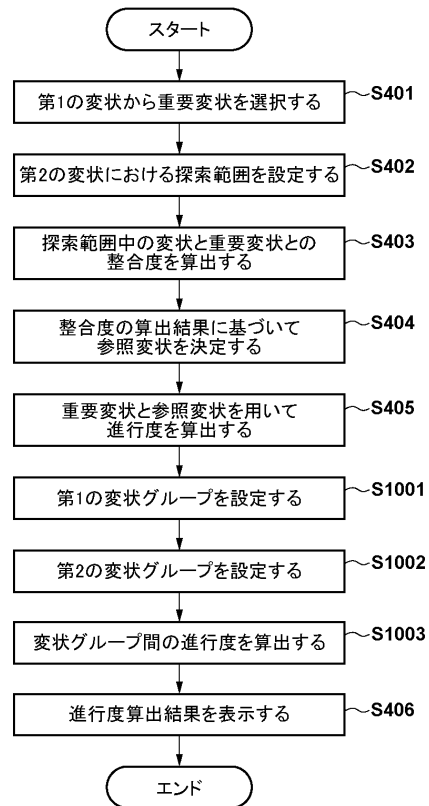 スタート
第1の変状から重要変状を選択する
S401
第2の変状における探索範囲を設定する
S402
探索範囲中の変状と重要変状との
整合度を算出する
S403
整合度の算出結果に基づいて
参照変状を決定する
S404
重要変状と参照変状を用いて
進行度を算出する
S405
第1の変状グループを設定する
S1001
第2の変状グループを設定する
S1002
変状グループ間の進行度を算出する
S1003
進行度算出結果を表示する
S406
エンド